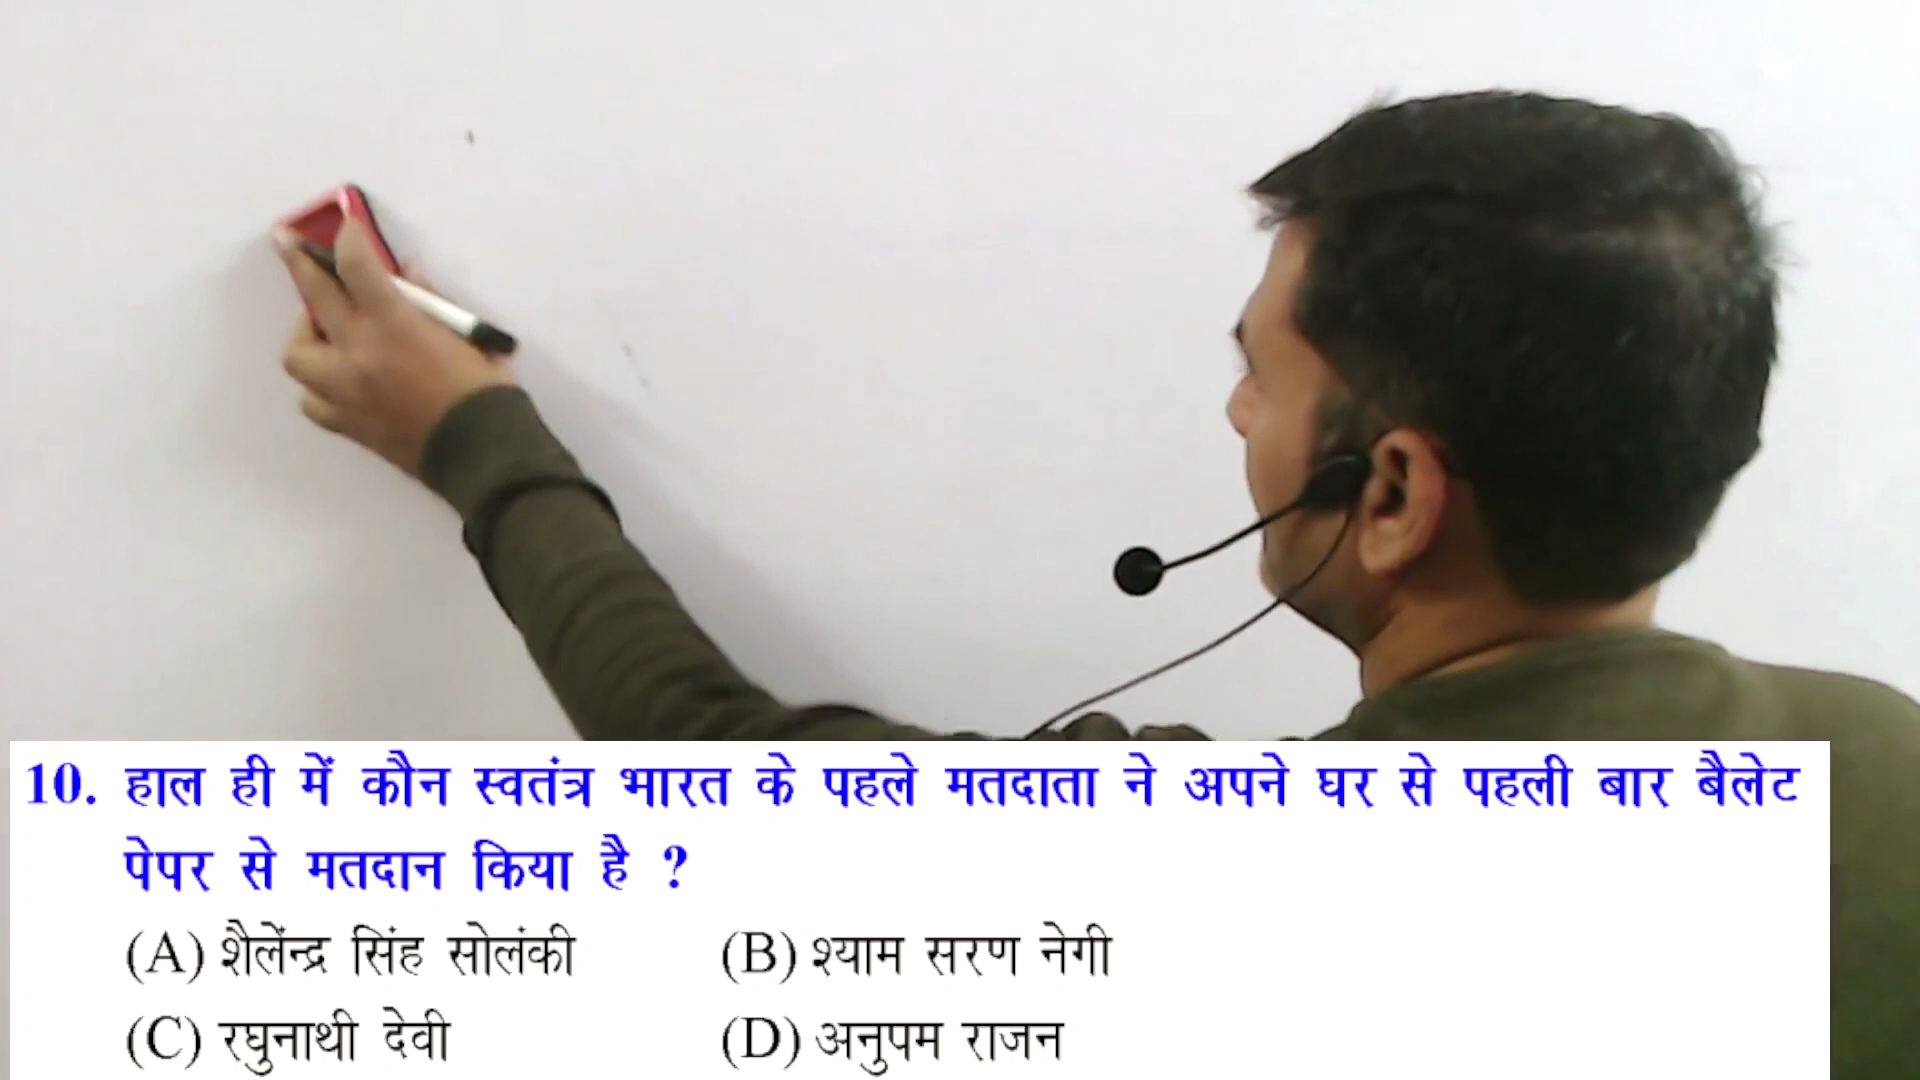 10. हाल ही में कौन स्वतंत्र भारत के पहले मतदाता ने अपने घर से पहली बार बैलेट
पेपर से मतदान किया है ?
(A) शैलेंन्द्र सिंह सोलंकी (B) श्याम सरण नेगी
(C) रघुनाथी देवी (D) अनुपम राजन